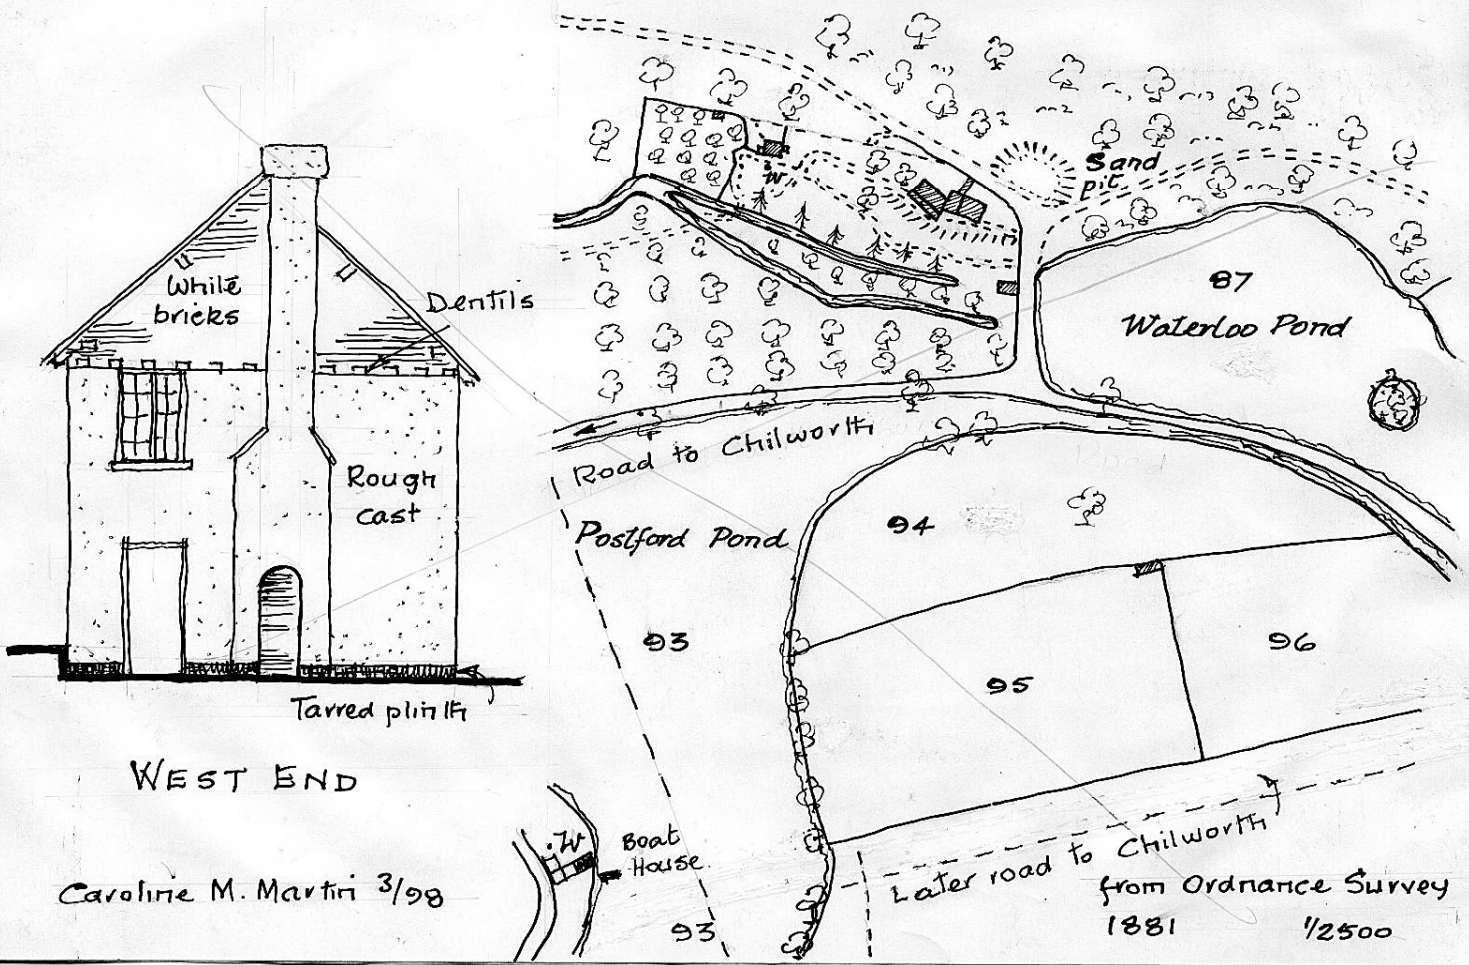 White
bricks
Dentils
Rough
cast
Tarred plinth
WEST END
Caroline M. Martin 3/98
Sand
pit
W
87
Waterloo Pond
Road to Chilworth
Postford Pond
94
93
95
96
W
Boat
House
93
Later road to Chilworth
from Ordnance Survey
1881 1/2500